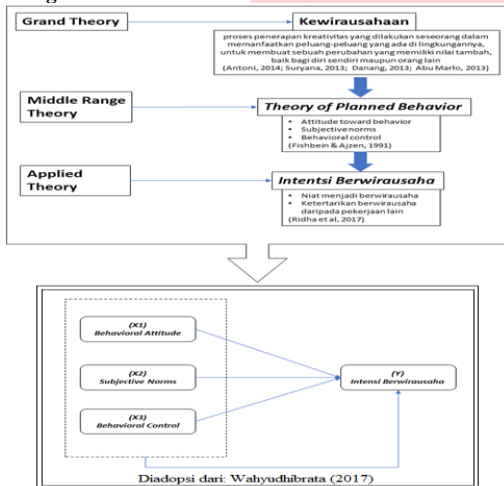 Grand Theory
Kewirausahaan
proses penerapan kreativitas yang dilakukan seseorang dalam
memanfaatkan peluang-peluang yang ada di lingkungannya,
untuk membuat sebuah perubahan yang memiliki nilai tambah,
baik bagi diri sendiri maupun orang lain
(Antoni, 2014; Suryana, 2013; Danang, 2013; Abu Marlo, 2013)
Middle Range
Theory
Theory of Planned Behavior
• Attitude toward behavior
• Subjective norms
• Behavioral control
(Fishbein & Ajzen, 1991)
Applied
Theory
Intentsi Berwirausaha
• Niat menjadi berwirausaha
• Ketertarikan berwirausaha
daripada pekerjaan lain
(Ridha et al, 2017)
(X1)
Behavioral Attitude
(X2)
Subjective Norms
(X3)
Behavioral Control
(Y)
Intensi Berwirausaha
Diadopsi dari: Wahyudhibrata (2017)